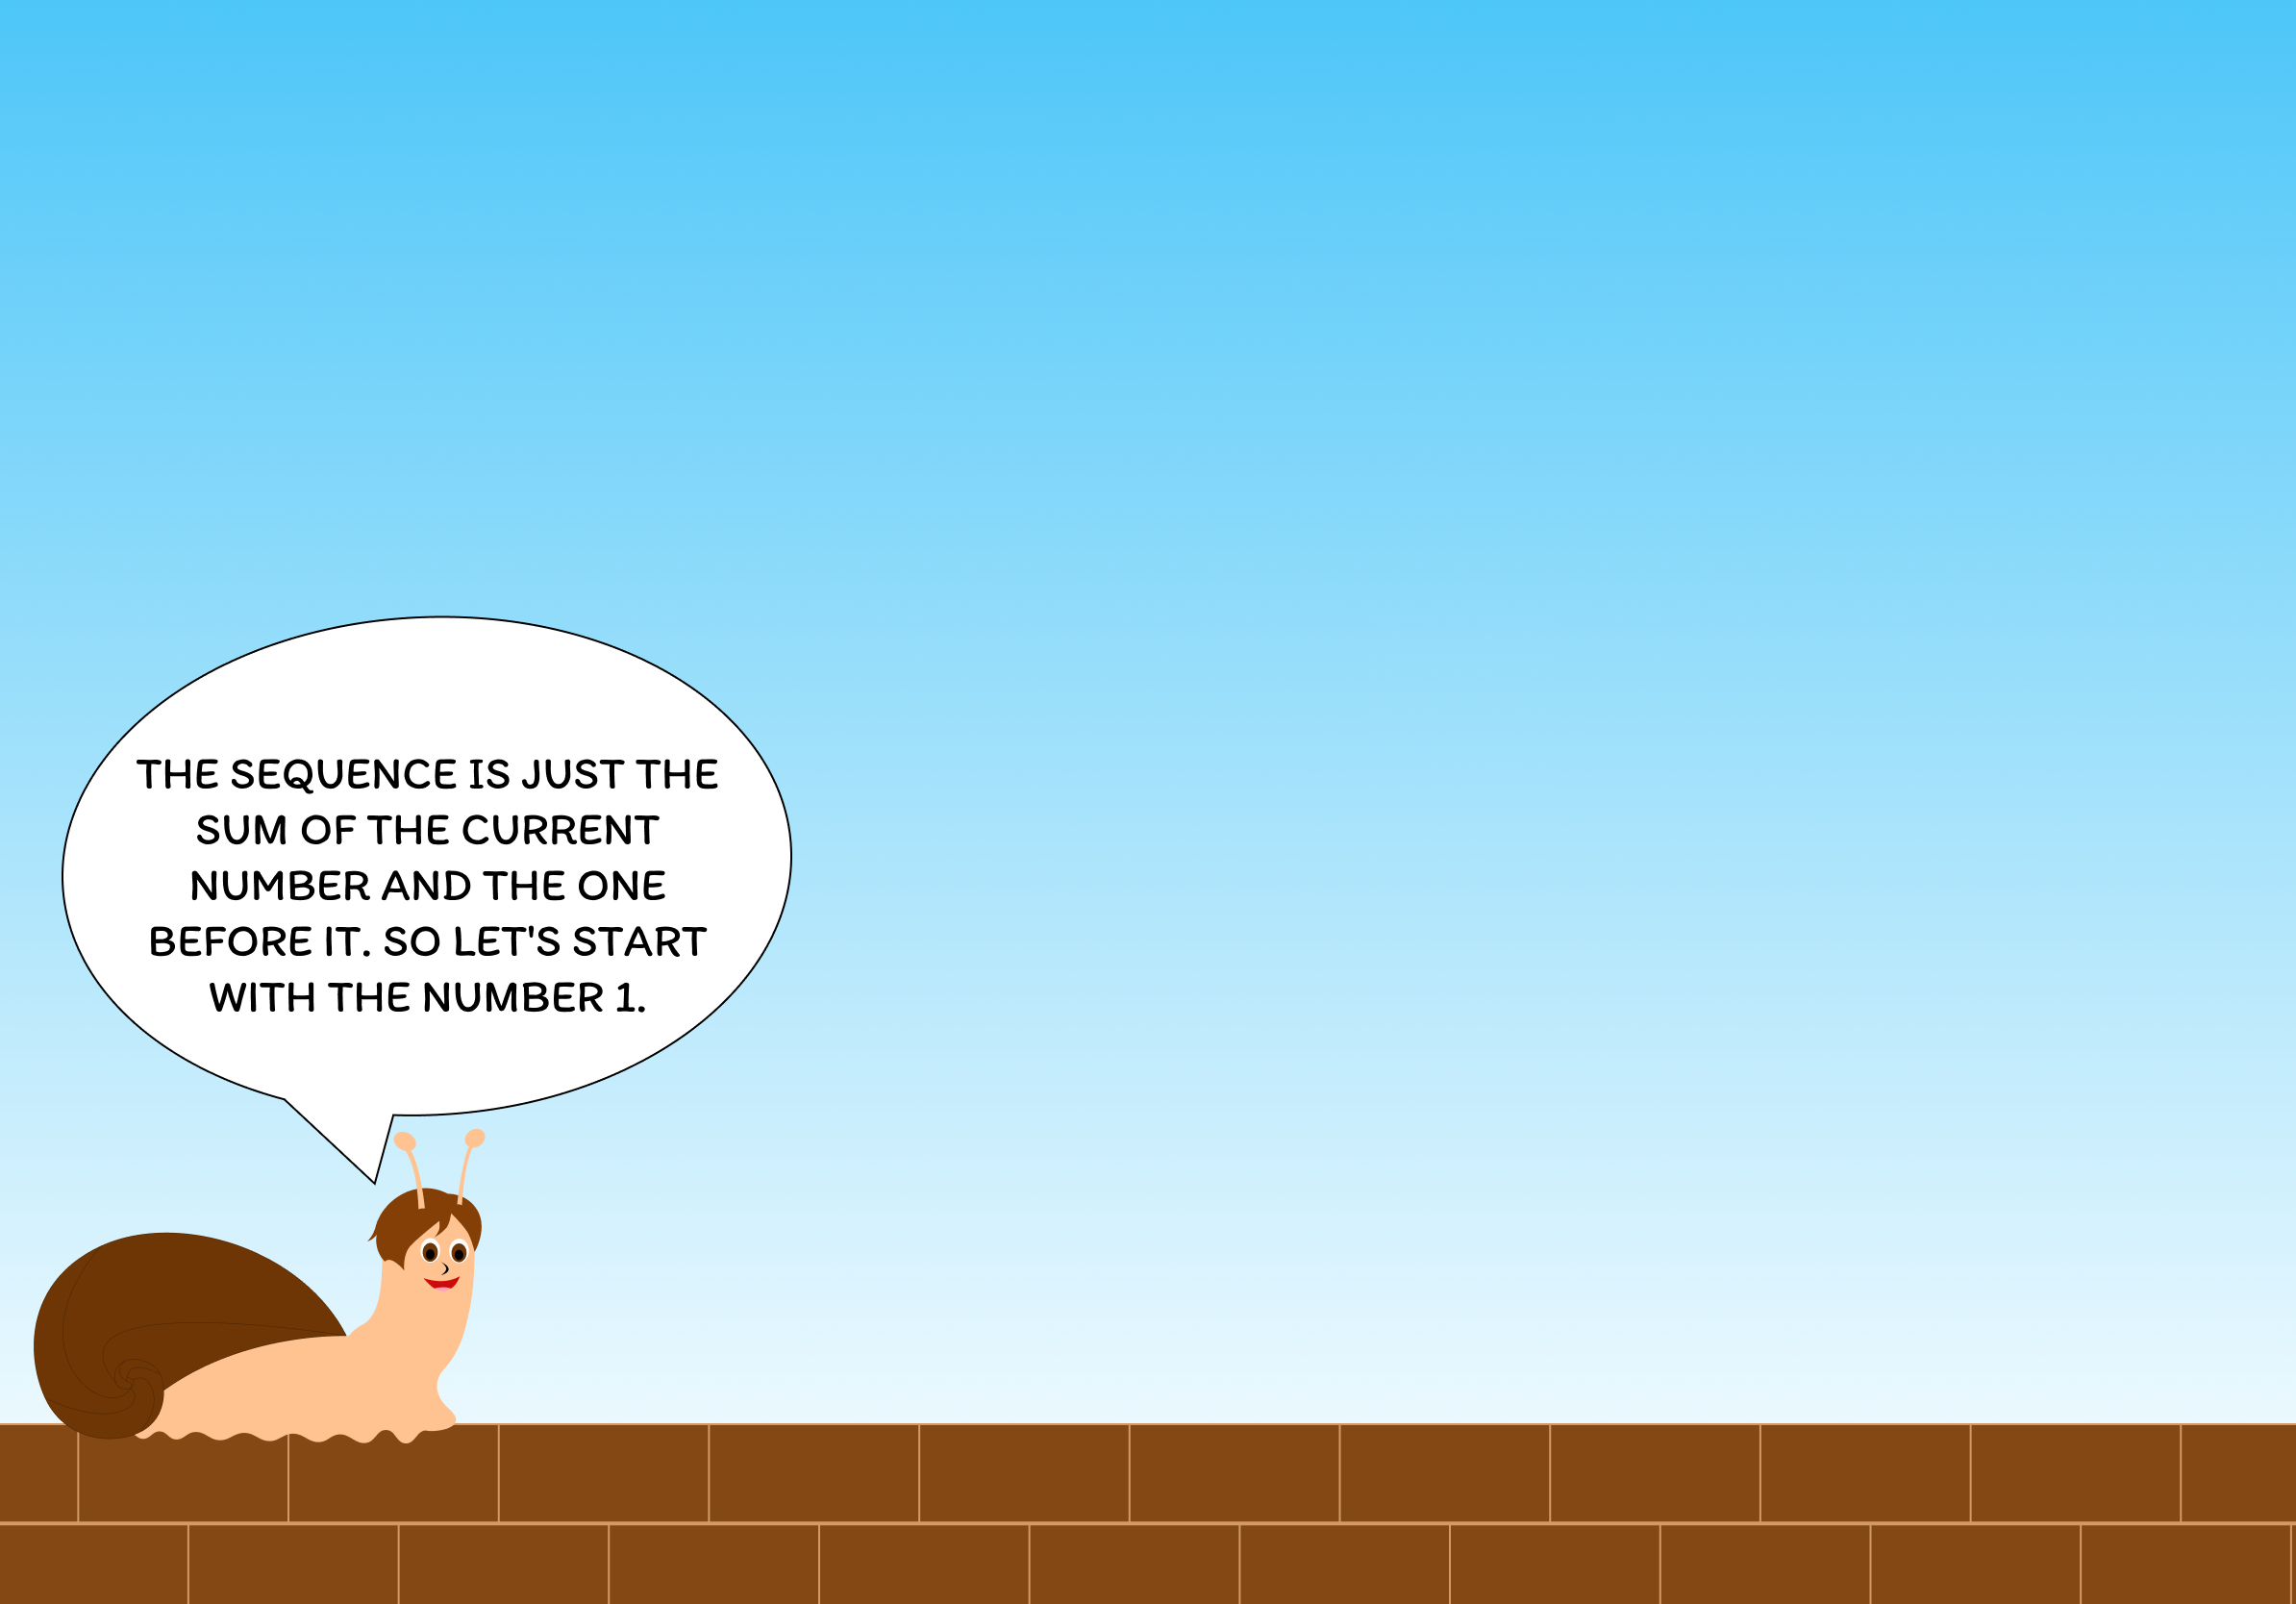 THE SEQUENCE IS JUST THE
SUM OF THE CURRENT
NUMBER AND THE ONE
BEFORE IT. SO LET'S START
WITH THE NUMBER 1.